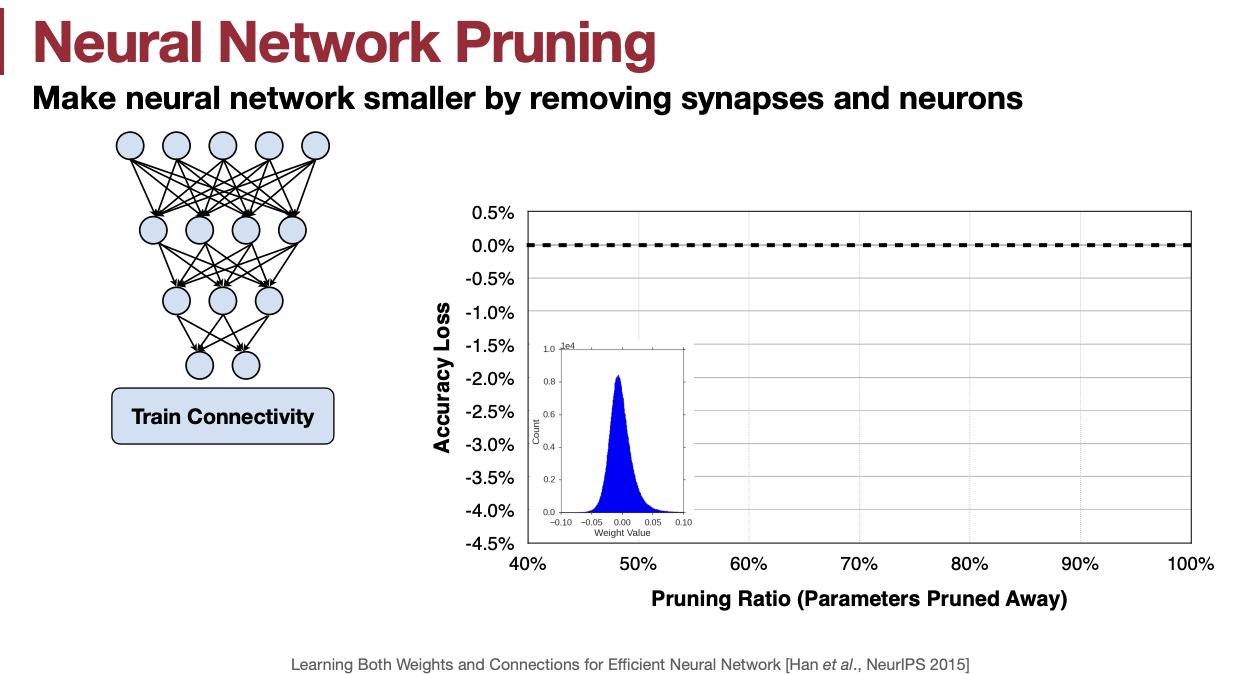 Neural Network Pruning
Make neural network smaller by removing synapses and neurons
Train Connectivity
Accuracy Loss
0.5%
0.0%
-0.5%
-1.0%
-1.5%
-2.0%
-2.5%
-3.0%
-3.5%
-4.0%
-4.5%
1e4
Count
1.0
0.8
0.6
0.4
0.2
0.0
−0.10 −0.05 0.00 0.05 0.10
Weight Value
40% 50% 60% 70% 80% 90% 100%
Pruning Ratio (Parameters Pruned Away)
Learning Both Weights and Connections for Efficient Neural Network [Han et al., NeurIPS 2015]